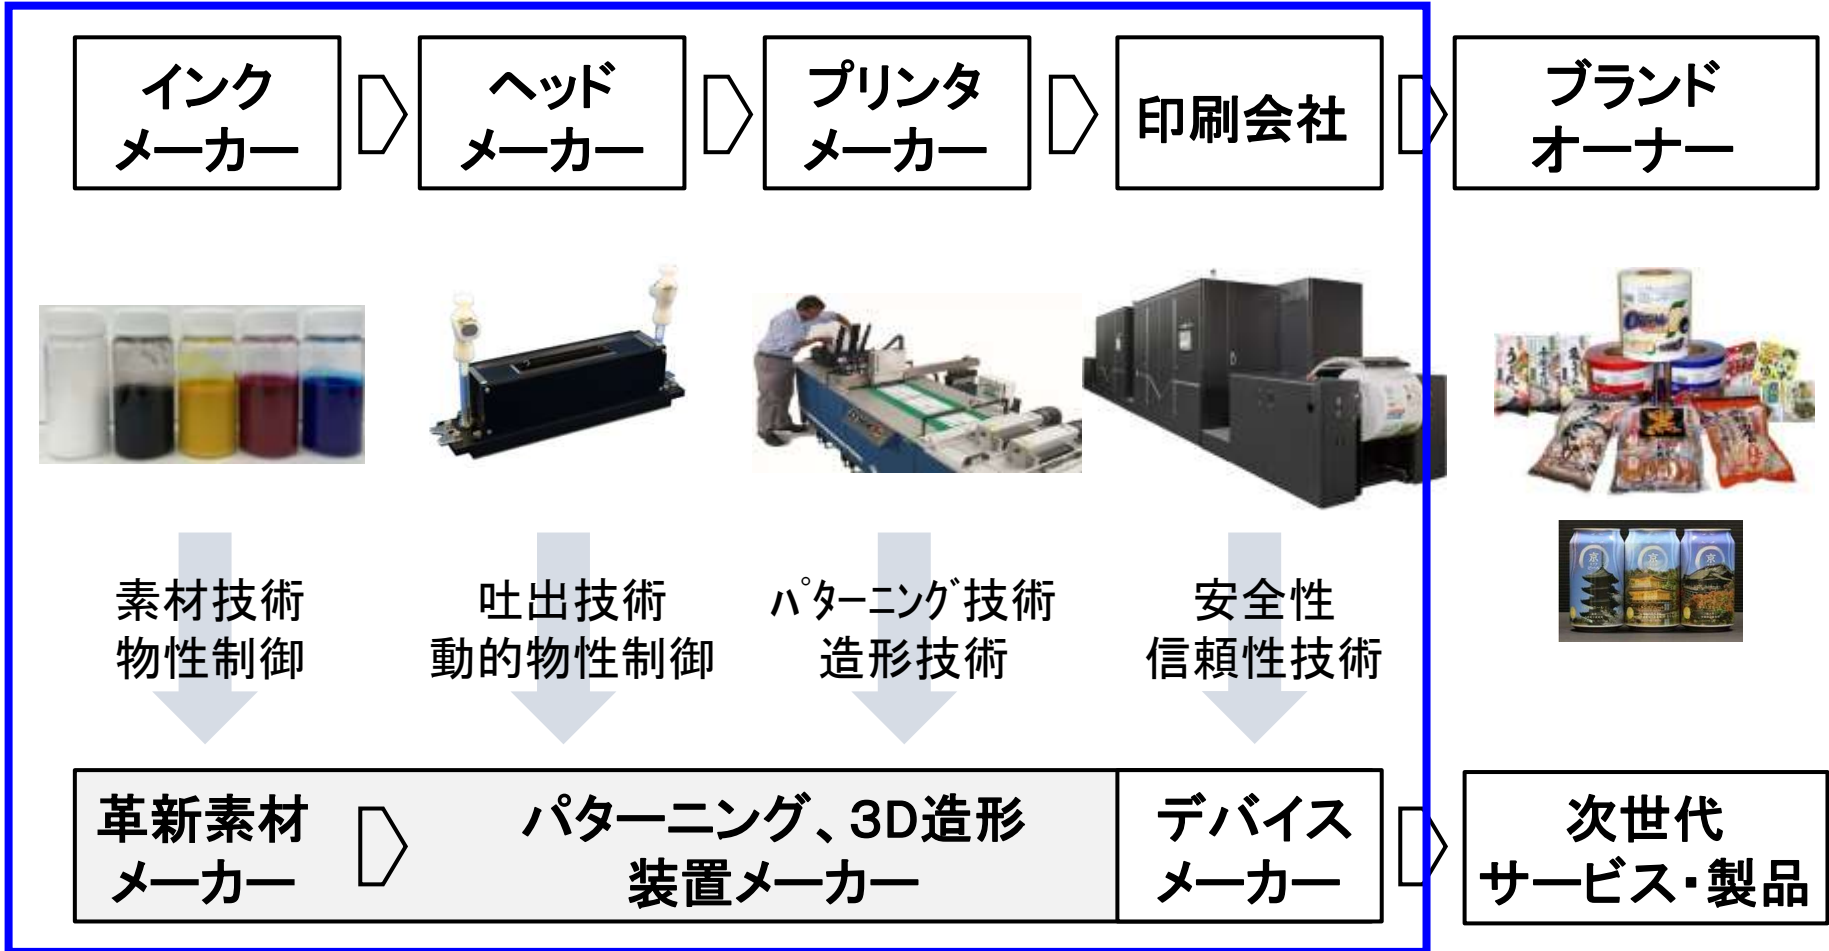 インク
メーカー
ヘッド
メーカー
プリンタ
メーカー
印刷会社
ブランド
オーナー
素材技術
物性制御
吐出技術
動的物性制御
ﾊﾟﾀｰﾆﾝｸﾞ技術
造形技術
安全性
信頼性技術
革新素材
メーカー
パターニング、3D造形
装置メーカー
デバイス
メーカー
次世代
サービス・製品